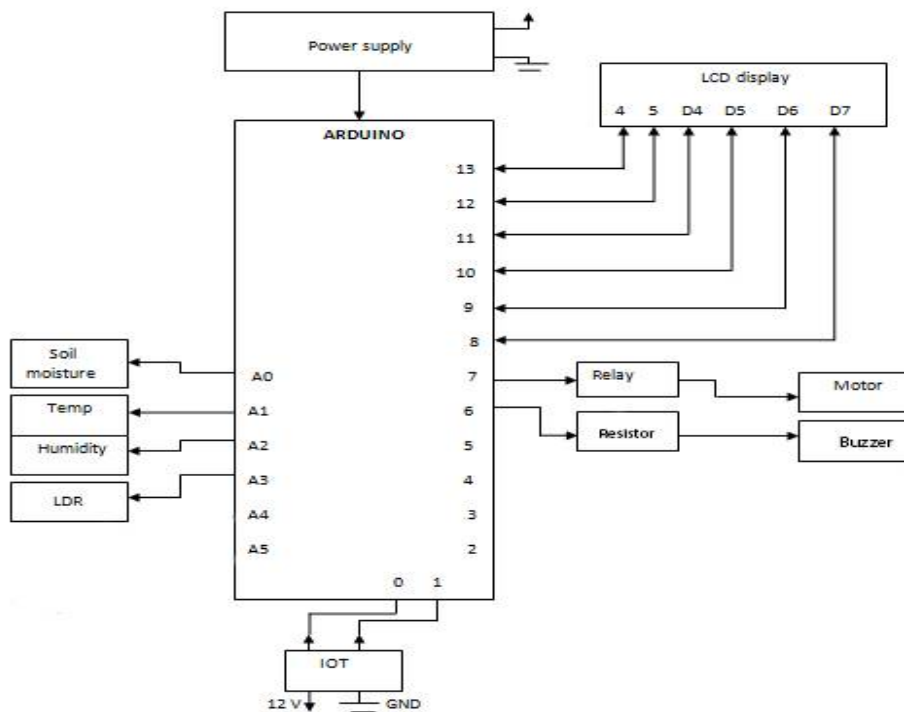 Power supply
LCD display
4 5 D4 D5 D6 D7
ARDUINO
13
12
11
10
9
8
7
6
5
4
3
2
A0
A1
A2
A3
A4
A5
0 1
Soil
moisture
Temp
Humidity
LDR
Relay
Motor
Resistor
Buzzer
IOT
12 V
GND